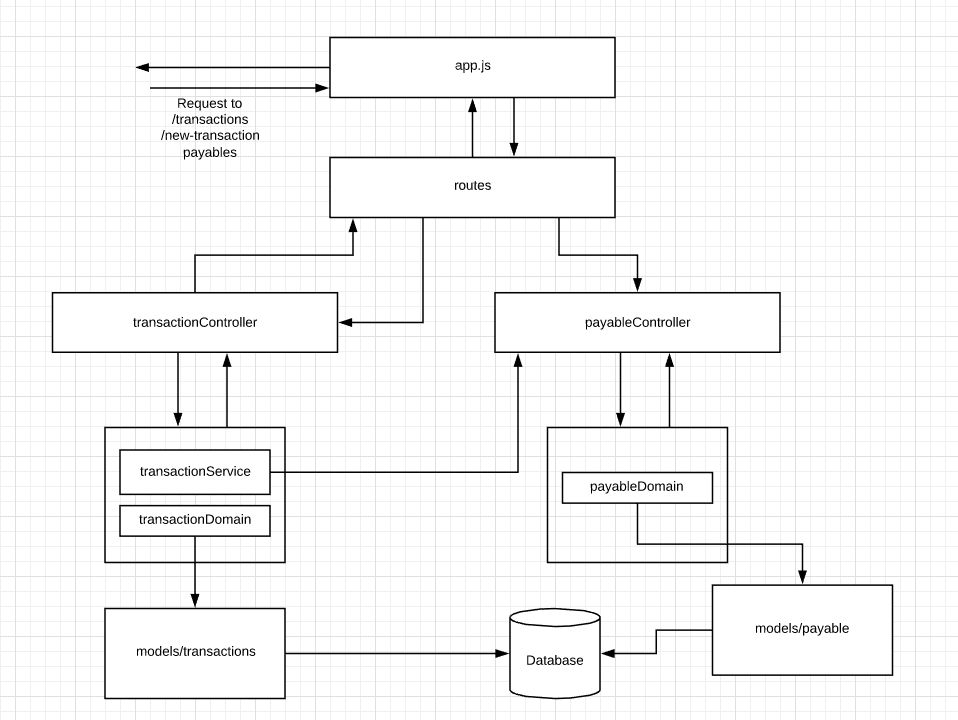 app.js
Request to
/transactions
/new-transaction
payables
routes
transactionController
payableController
transactionService
transactionDomain
payableDomain
models/transactions
Database
models/payable